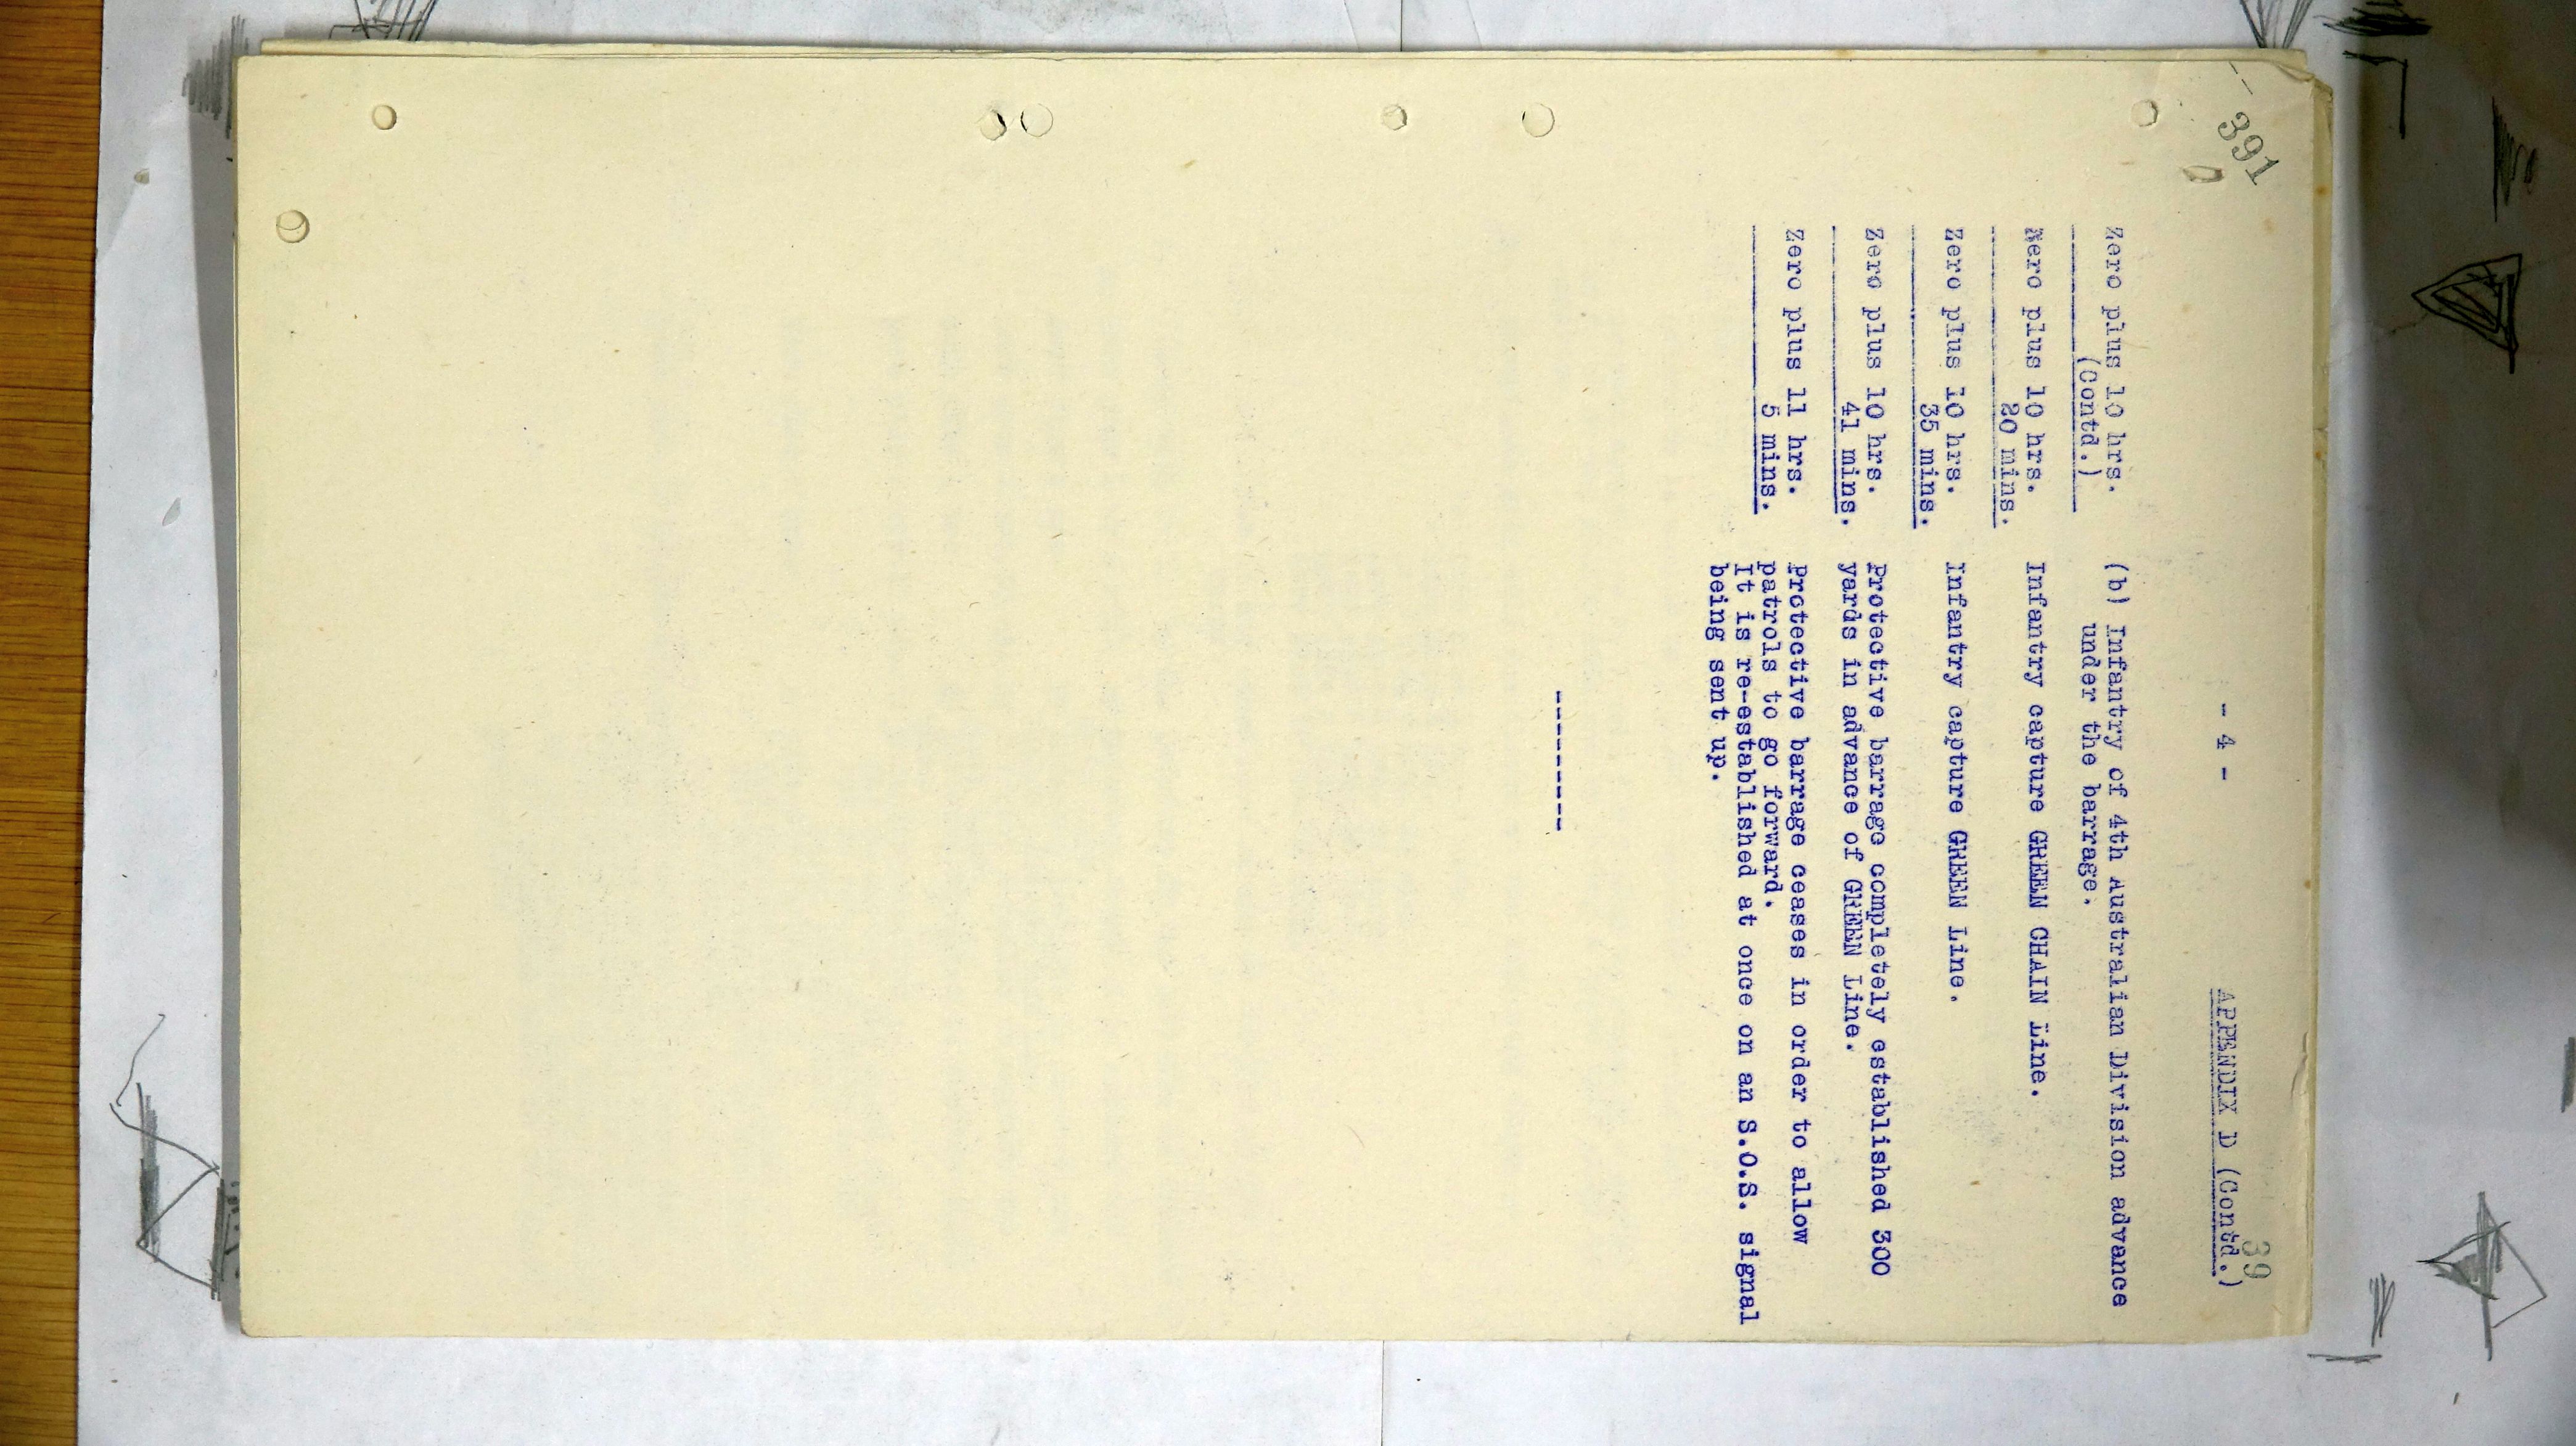 391
39
- 4 -
APPENDIX D (Contd.)
Zero plus 10 hrs.
(Contd.)
(b) Infantry of 4th Australian Division advance
under the barrage.
Zero plus 10 hrs.
20 mins.
Infantry capture GREEN CHAIN Line.
Zero plus 10 hrs.
35 mins.
Infantry capture GREEN Line.
Zero plus 10 hrs.
41 mins.
Protective barrage completely established 300
yards in advance of GREEN Line.
Zero plus 11 hrs.
5 mins.
Protective barrage ceases in order to allow
patrols to go forward.
It is re-established at once on an S.O.S. signal
being sent up.
----------